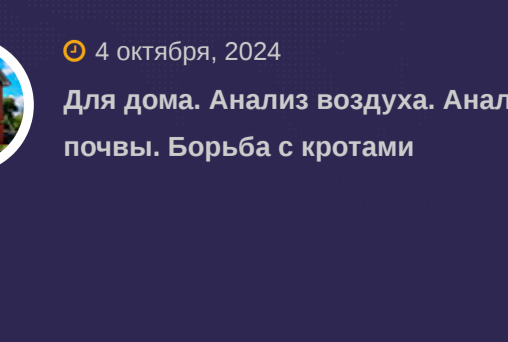 4 октября, 2024
Для дома. Анализ воздуха. Анал
почвы. Борьба с кротами